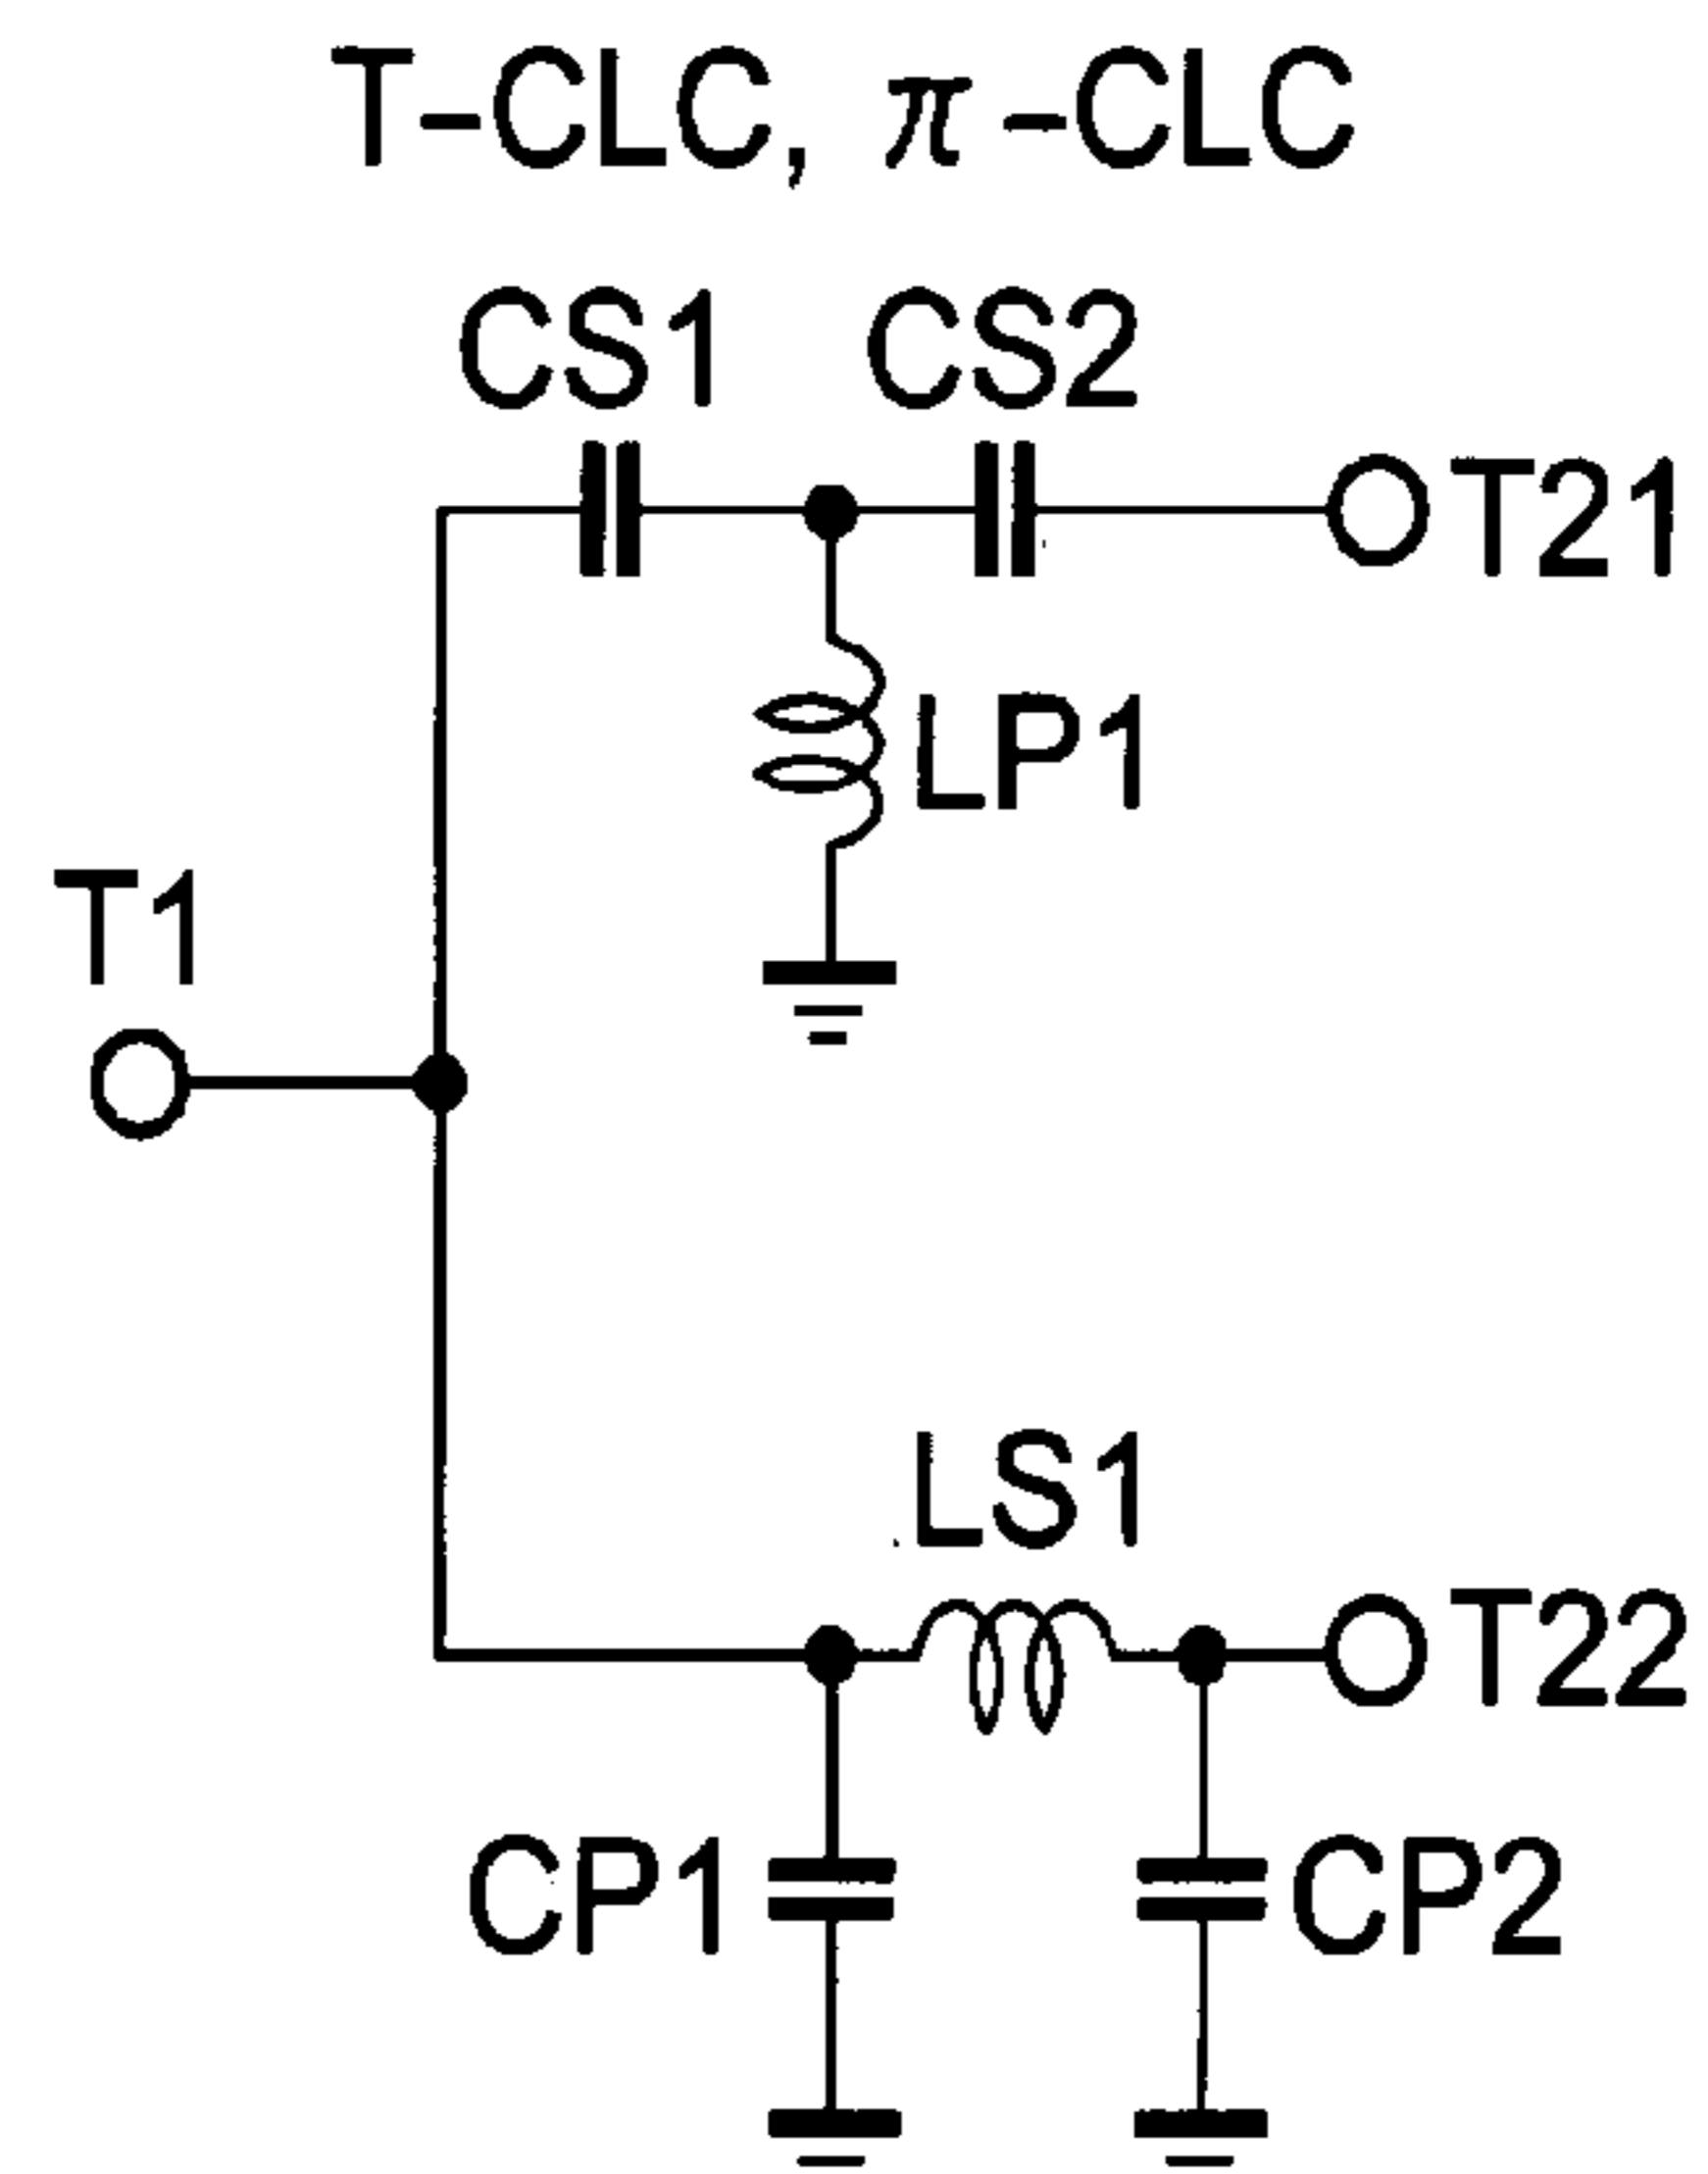 T-CLC, π-CLC
CS1 CS2
T21
LP1
T1
LS1
T22
CP1 CP2